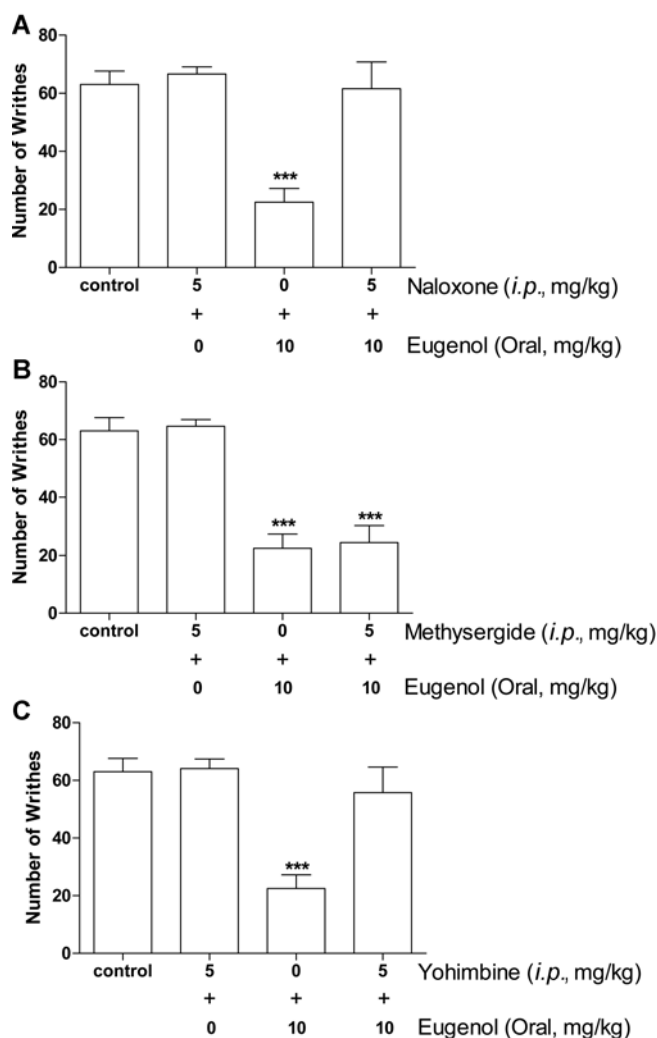 A
Number of Writhes
80
60
40
20
0
***
control 5 0 5 Naloxone (i.p., mg/kg)
+ + +
0 10 10 Eugenol (Oral, mg/kg)
B
Number of Writhes
80
60
40
20
0
*** ***
control 5 0 5 Methysergide (i.p., mg/kg)
+ + +
0 10 10 Eugenol (Oral, mg/kg)
C
Number of Writhes
80
60
40
20
0
***
control 5 0 5 Yohimbine (i.p., mg/kg)
+ + +
0 10 10 Eugenol (Oral, mg/kg)